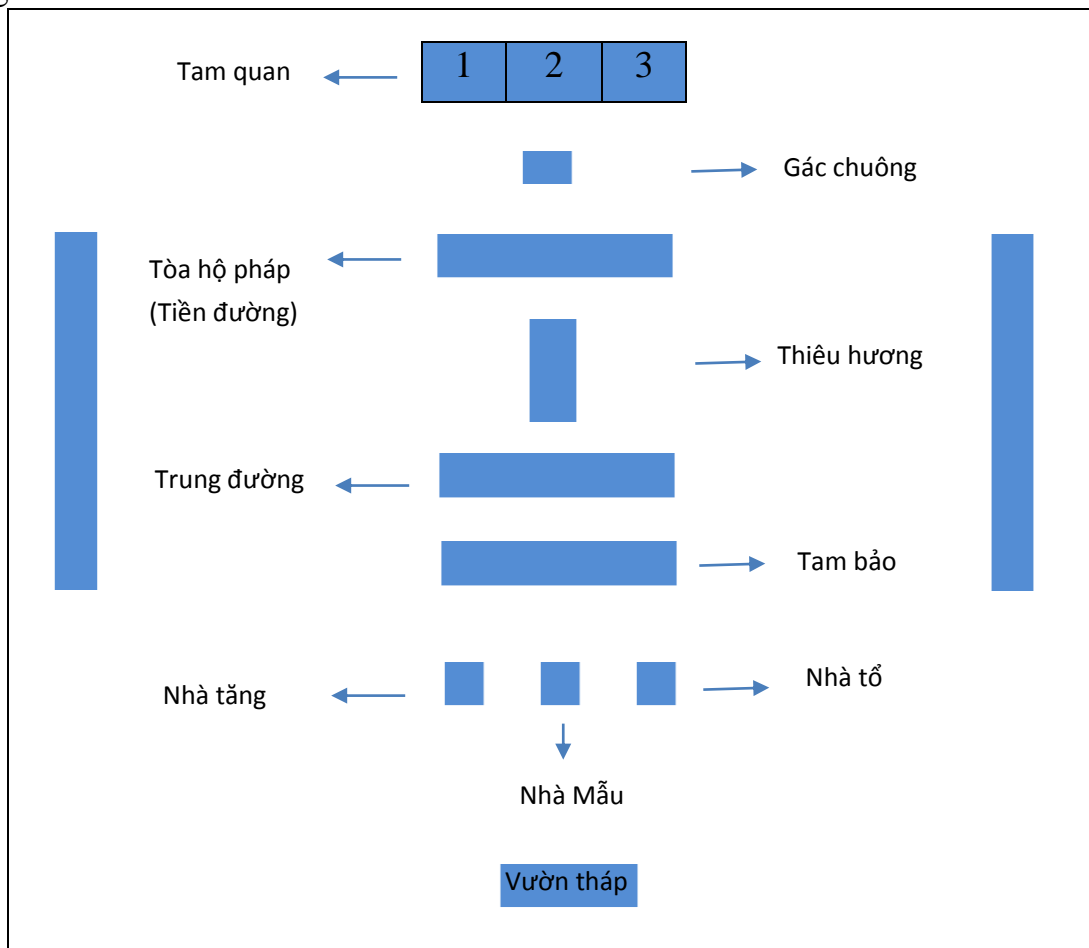 Tam quan
1 2 3
Gác chuông
Tòa hộ pháp
(Tiền đường)
Thiêu hương
Trung đường
Tam bảo
Nhà tăng
Nhà tổ
Nhà Mẫu
Vườn tháp